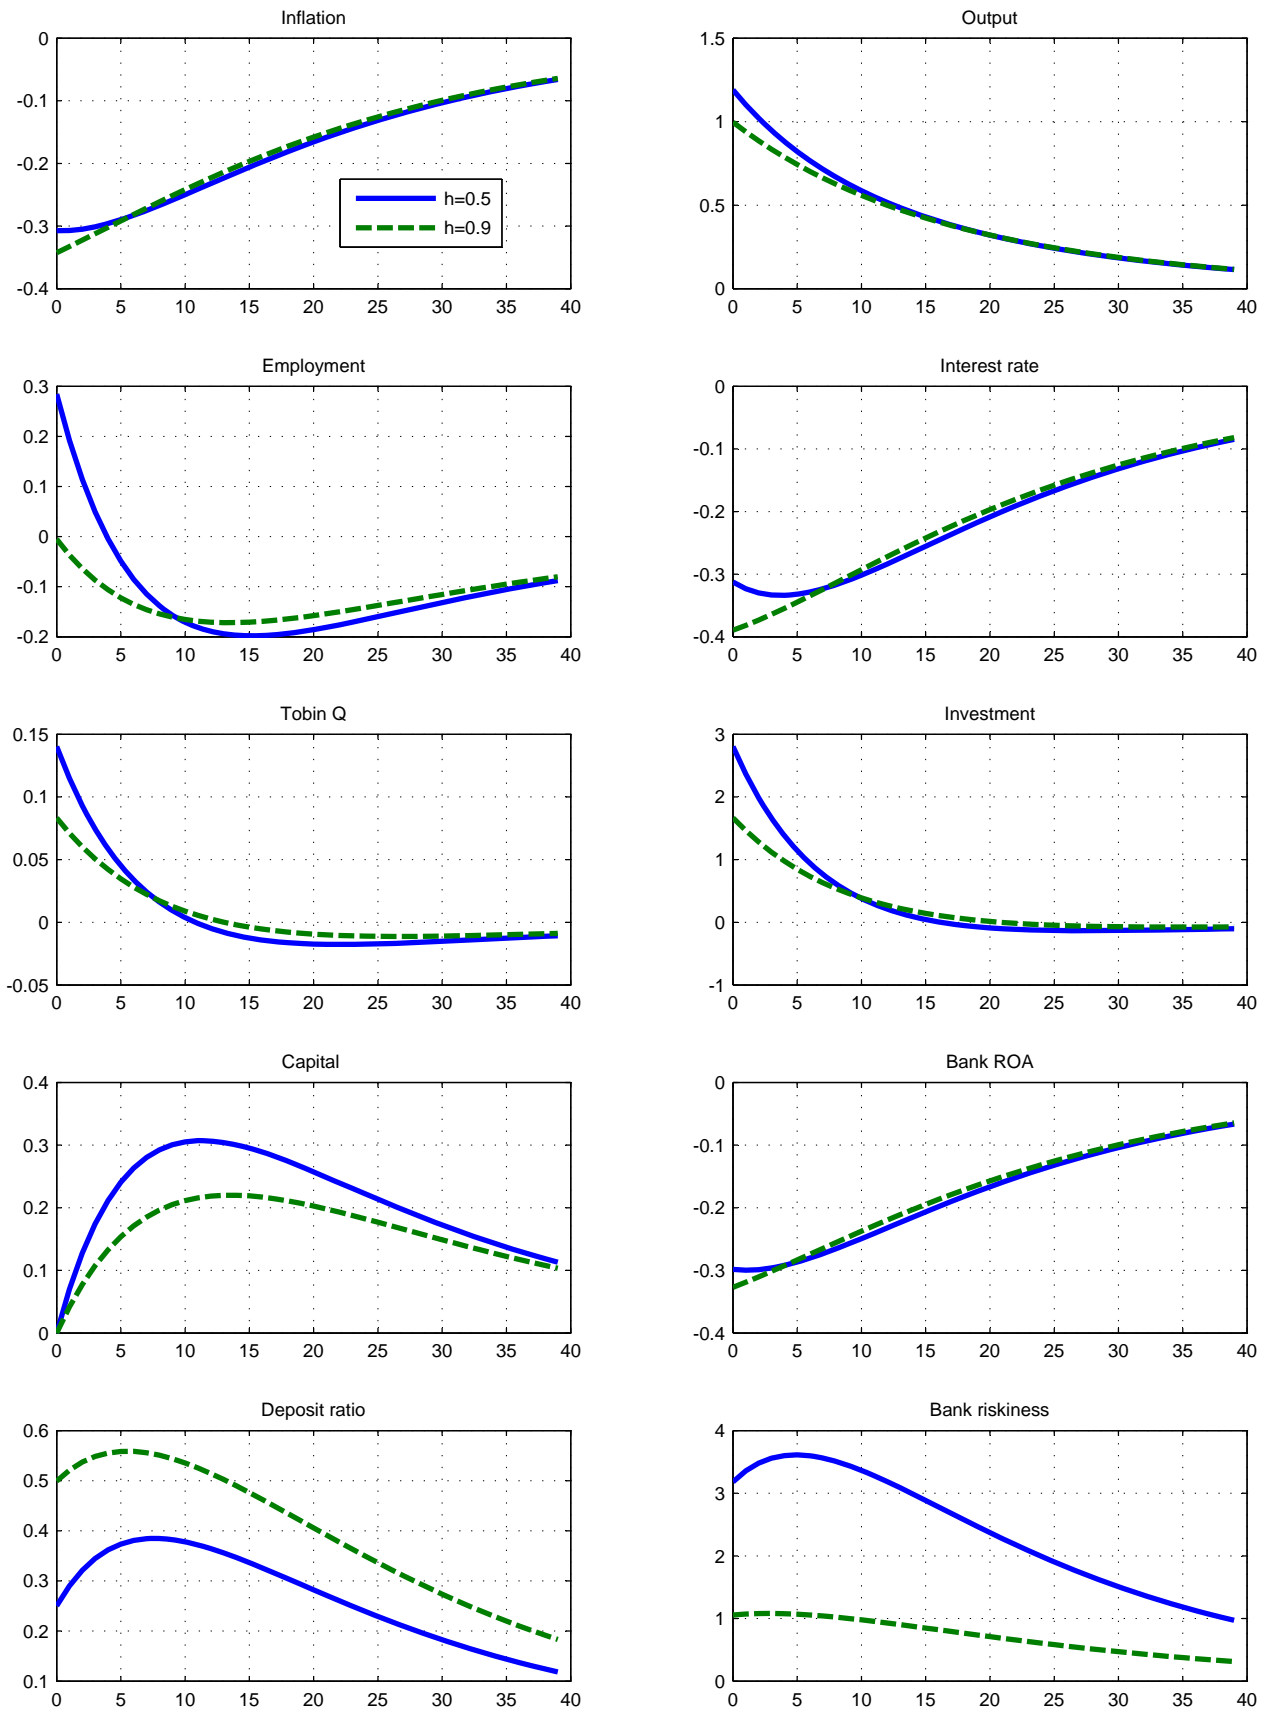 Inflation
0
-0.1
-0.2
-0.3
-0.4
0 5 10 15 20 25 30 35 40
h=0.5
h=0.9
Output
1.5
1
0.5
0
0 5 10 15 20 25 30 35 40
Employment
0.3
0.2
0.1
0
-0.1
-0.2
0 5 10 15 20 25 30 35 40
Interest rate
0
-0.1
-0.2
-0.3
-0.4
0 5 10 15 20 25 30 35 40
Tobin Q
0.15
0.1
0.05
0
-0.05
0 5 10 15 20 25 30 35 40
Investment
3
2
1
0
-1
0 5 10 15 20 25 30 35 40
Capital
0.4
0.3
0.2
0.1
0
0 5 10 15 20 25 30 35 40
Bank ROA
0
-0.1
-0.2
-0.3
-0.4
0 5 10 15 20 25 30 35 40
Deposit ratio
0.6
0.5
0.4
0.3
0.2
0.1
0 5 10 15 20 25 30 35 40
Bank riskiness
4
3
2
1
0
0 5 10 15 20 25 30 35 40